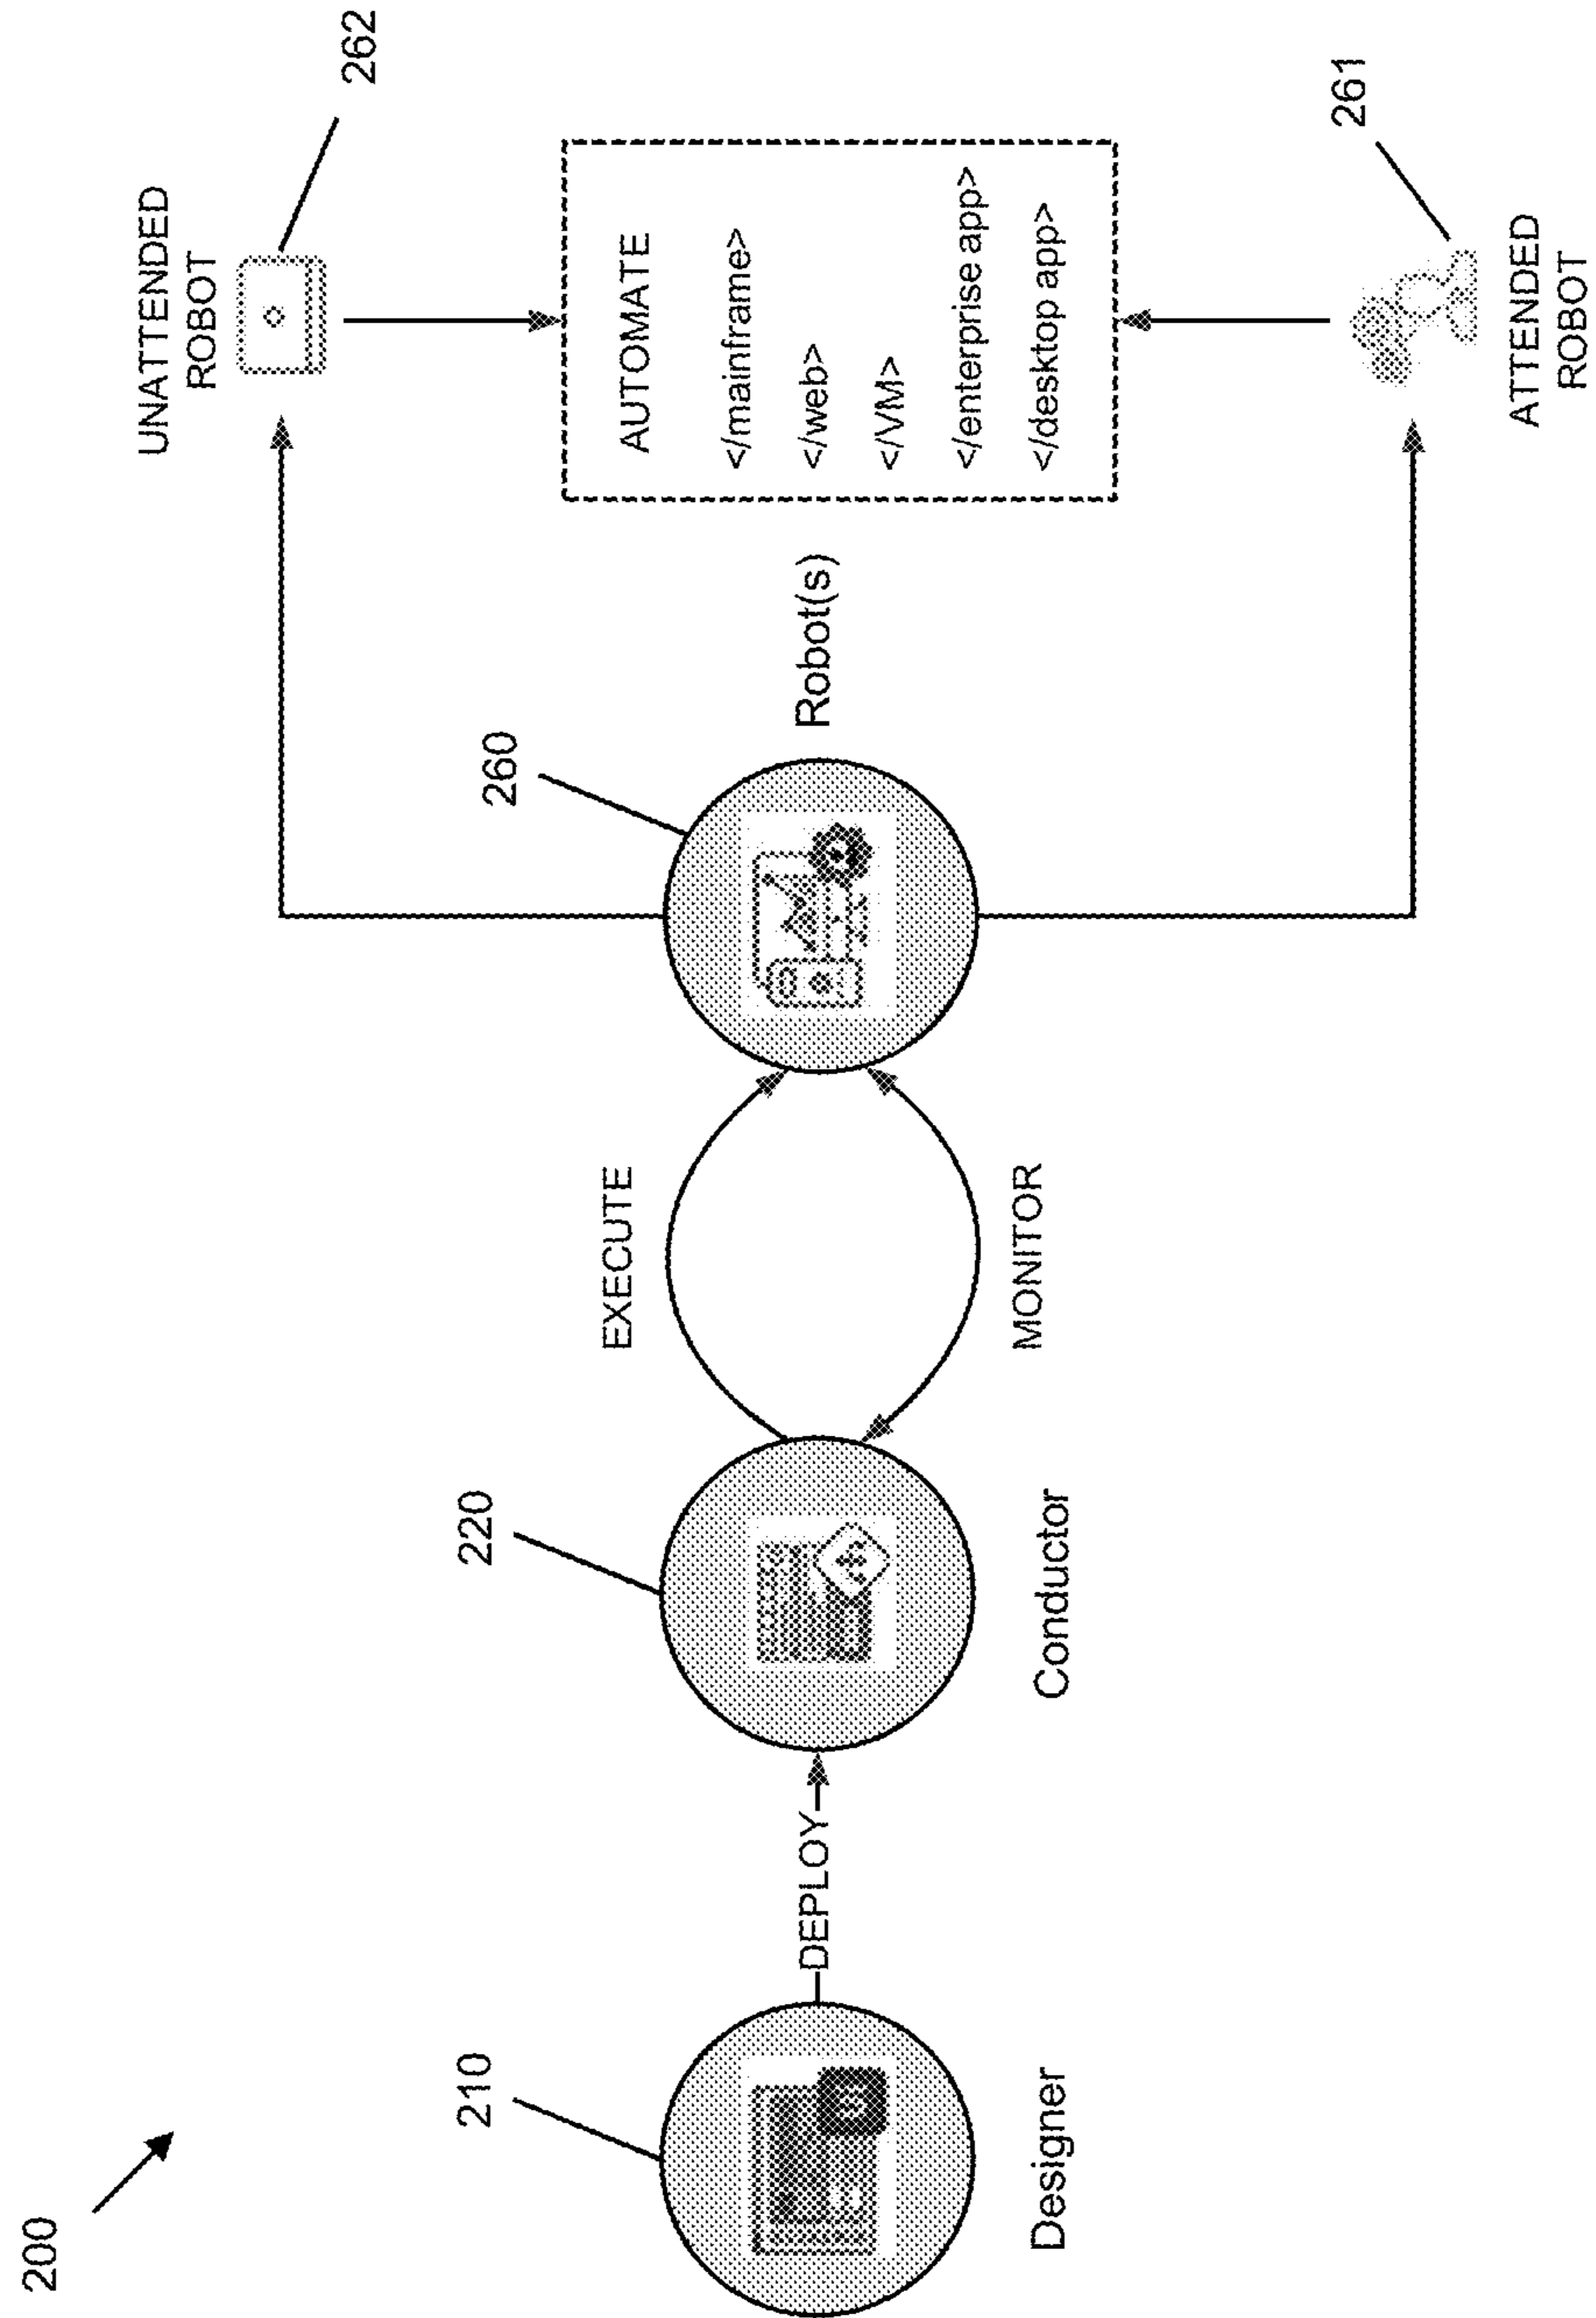 200
210
Designer
DEPLOY
220
Conductor
EXECUTE
MONITOR
260
Robot(s)
UNATTENDED
ROBOT
262
AUTOMATE
</mainframe>
</web>
</VM>
</enterprise app>
</desktop app>
261
ATTENDED
ROBOT